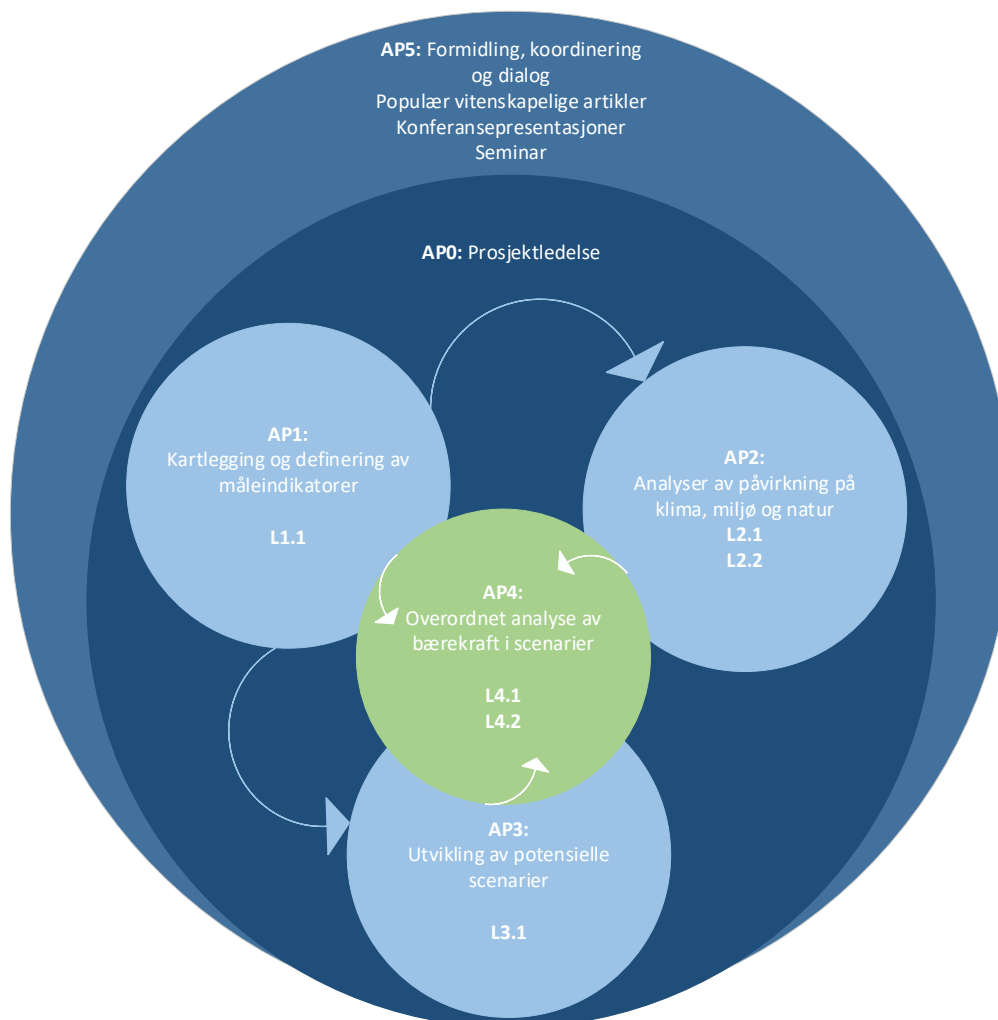 AP5: Formidling, koordinering
og dialog
Populær vitenskapelige artikler
Konferansepresentasjoner
Seminar
AP0: Prosjektledelse
AP1:
Kartlegging og definering av
måleindikatorer
L1.1
AP2:
Analyser av påvirkning på
klima, miljø og natur
L2.1
L2.2
AP4:
Overordnet analyse av
bærekraft i scenarier
L4.1
L4.2
AP3:
Utvikling av potensielle
scenarier
L3.1